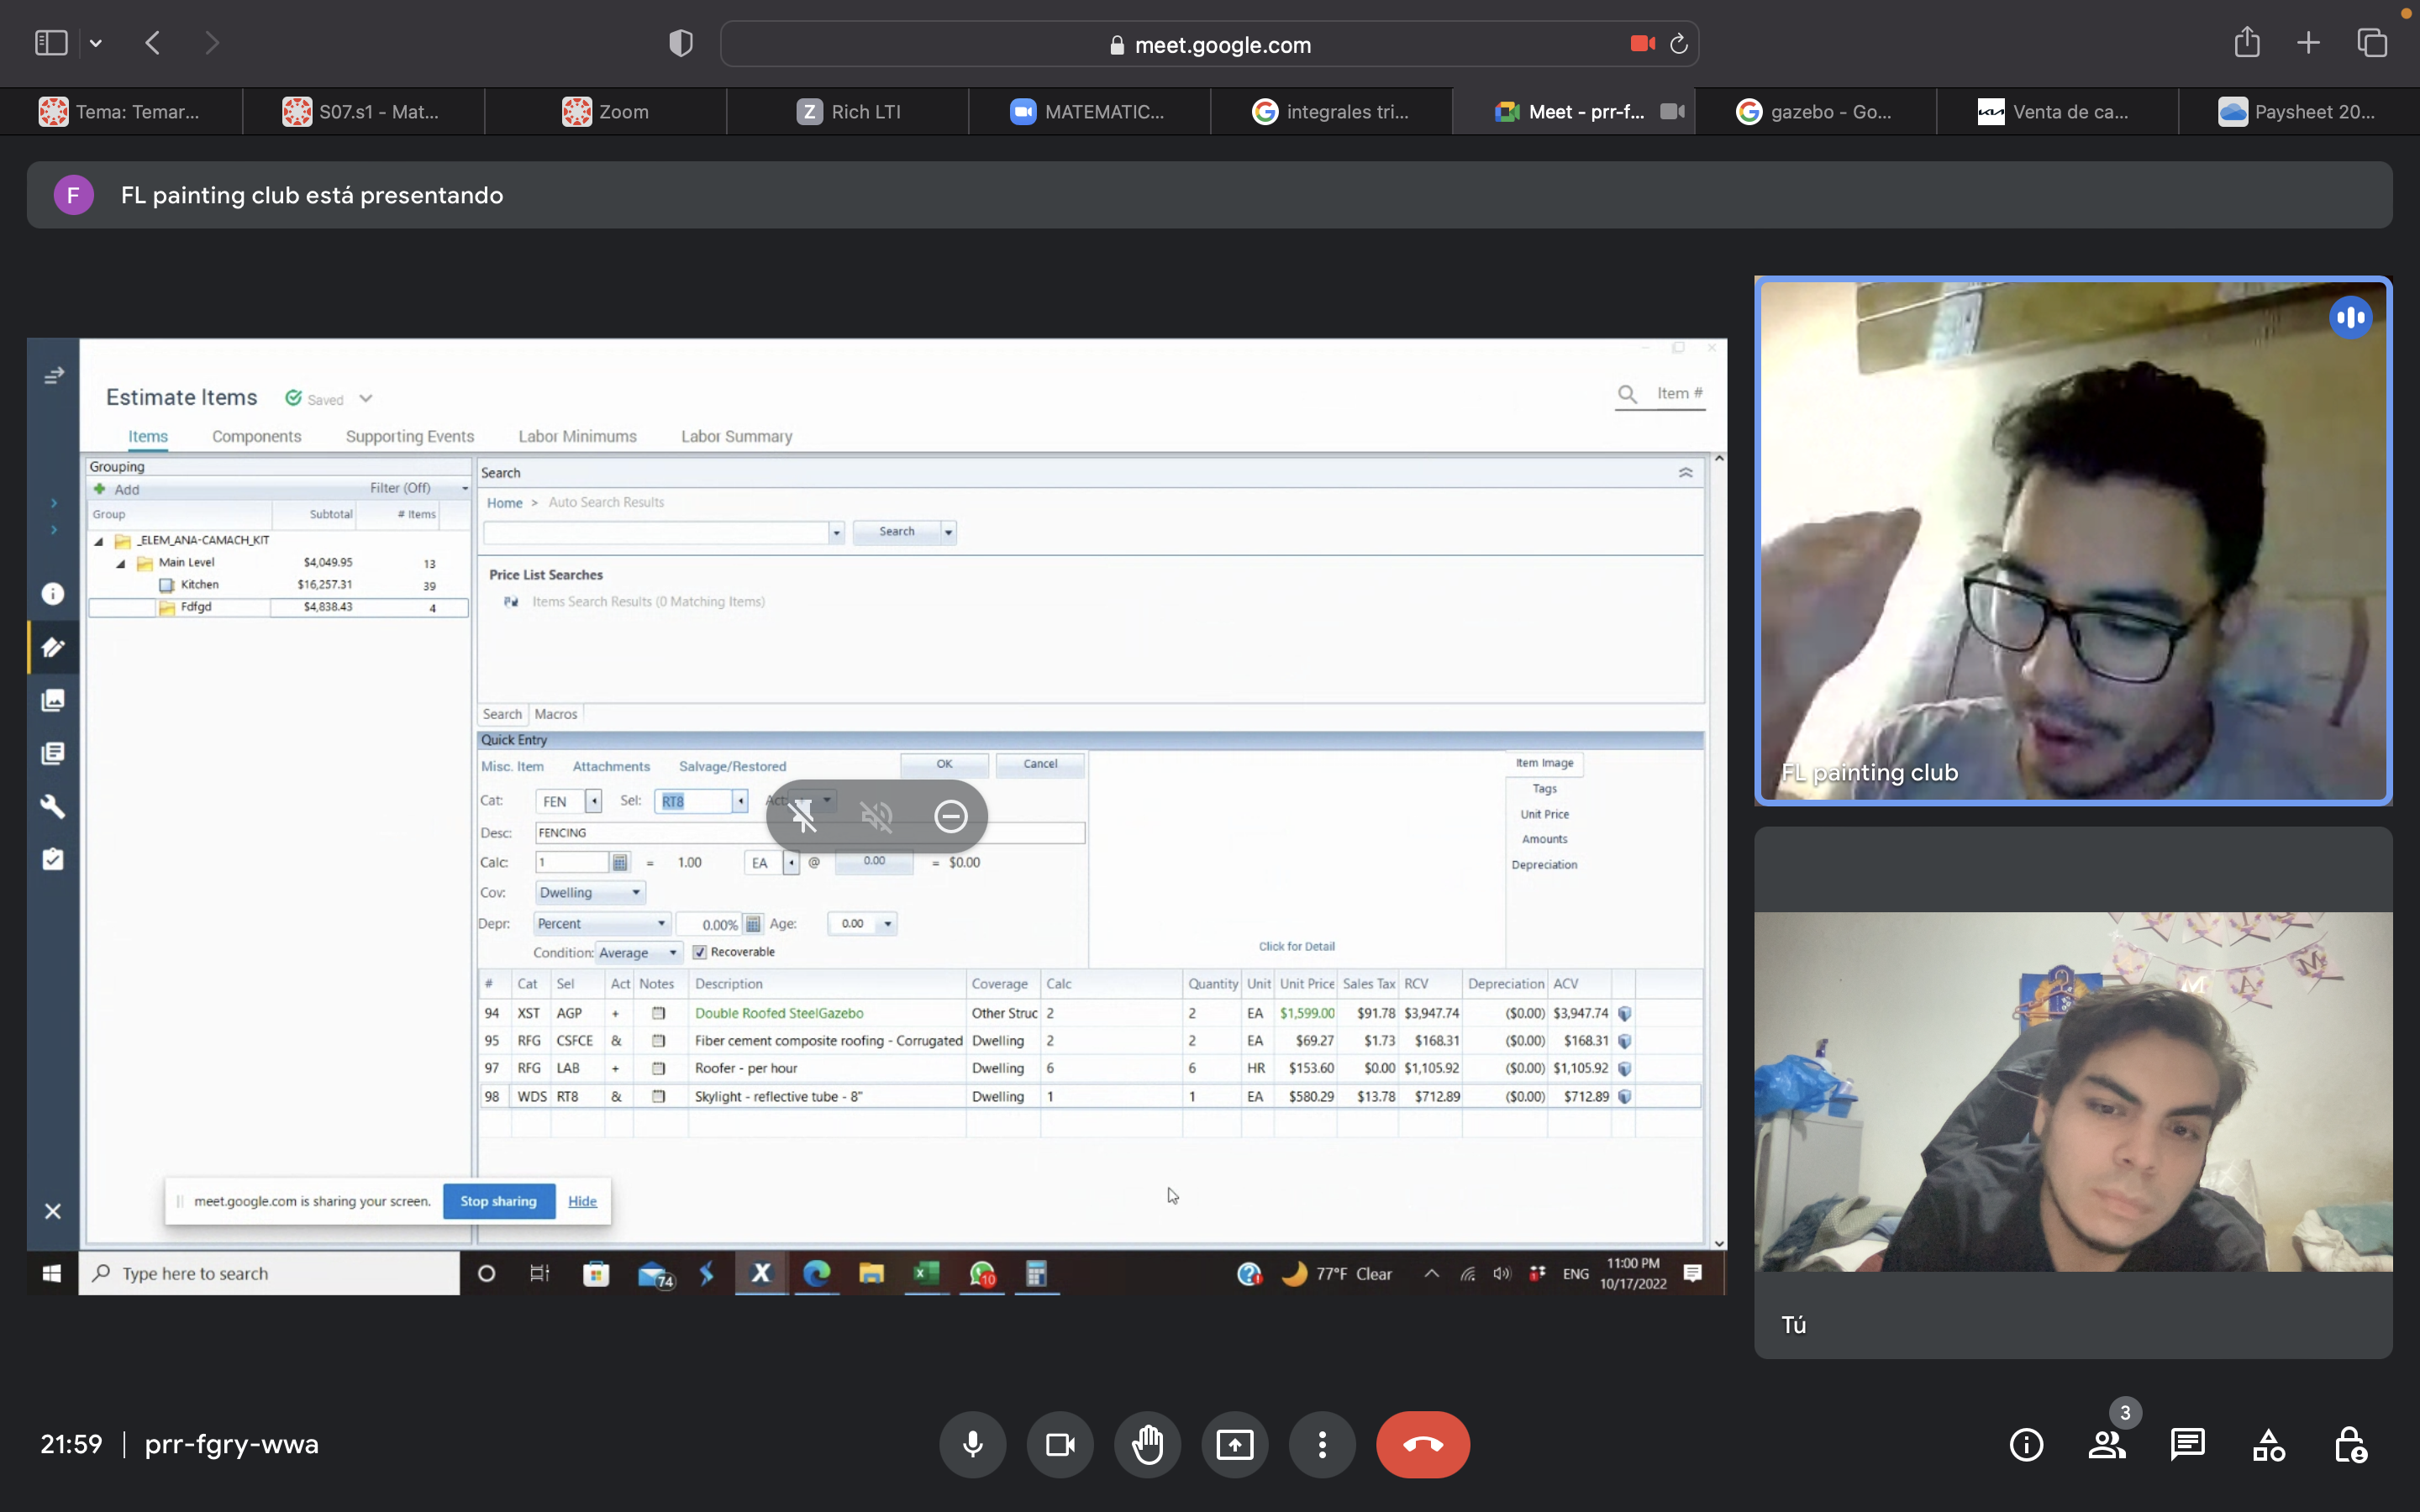 meet.google.com
Tema: Temar...
S07.s1 - Mat...
Zoom
Z Rich LTI
MATEMATIC...
integrales tri...
Meet - prr-f...
gazebo - Go...
Venta de ca...
Paysheet 20...
F FL painting club está presentando
Estimate Items Saved
Item #
Items Components Supporting Events Labor Minimums Labor Summary
Grouping
Add Filter (Off)
Group Subtotal # Items
_ELEM_ANA-CAMACH_KIT
Main Level $4,049.95 13
Kitchen $16,257.31 39
Fdfgd $4,838.43 4
Search
Home > Auto Search Results
Search
Price List Searches
Items Search Results (0 Matching Items)
Search Macros
Quick Entry
Misc. Item Attachments Salvage/Restored OK Cancel
Cat: FEN Sel: RT8 Act:
Desc: FENCING
Calc: 1 = 1.00 EA @ 0.00 = $0.00
Cov: Dwelling
Depr: Percent 0.00% Age: 0.00
Condition: Average Recoverable
Item Image
Tags
Unit Price
Amounts
Depreciation
Click for Detail
# Cat Sel Act Notes Description Coverage Calc Quantity Unit Unit Price Sales Tax RCV Depreciation ACV
94 XST AGP + Double Roofed SteelGazebo Other Struc 2 2 EA $1,599.00 $91.78 $3,947.74 ($0.00) $3,947.74
95 RFG CSFCE & Fiber cement composite roofing - Corrugated Dwelling 2 2 EA $69.27 $1.73 $168.31 ($0.00) $168.31
97 RFG LAB + Roofer - per hour Dwelling 6 6 HR $153.60 $0.00 $1,105.92 ($0.00) $1,105.92
98 WDS RT8 & Skylight - reflective tube - 8" Dwelling 1 1 EA $580.29 $13.78 $712.89 ($0.00) $712.89
meet.google.com is sharing your screen. Stop sharing Hide
Type here to search
74
X
10
77°F Clear
ENG
11:00 PM
10/17/2022
FL painting club
M A M
Tú
21:59 | prr-fgry-wwa
3